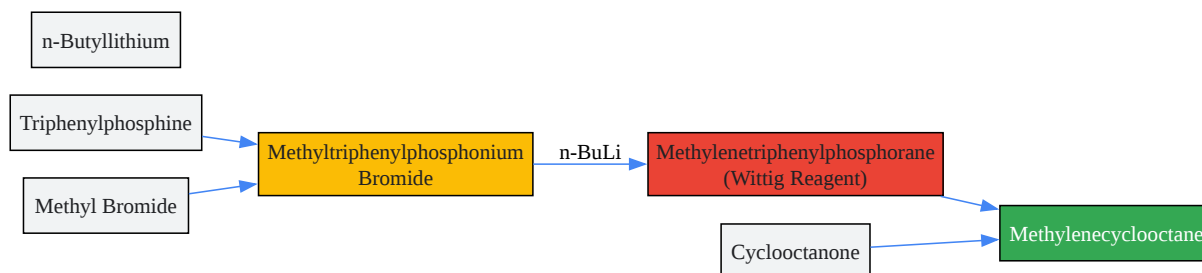 n-Butyllithium
Triphenylphosphine
Methyl Bromide
Methyltriphenylphosphonium
Bromide
n-BuLi
Methylenetriphenylphosphorane
(Wittig Reagent)
Cyclooctanone
Methylenecyclooctane